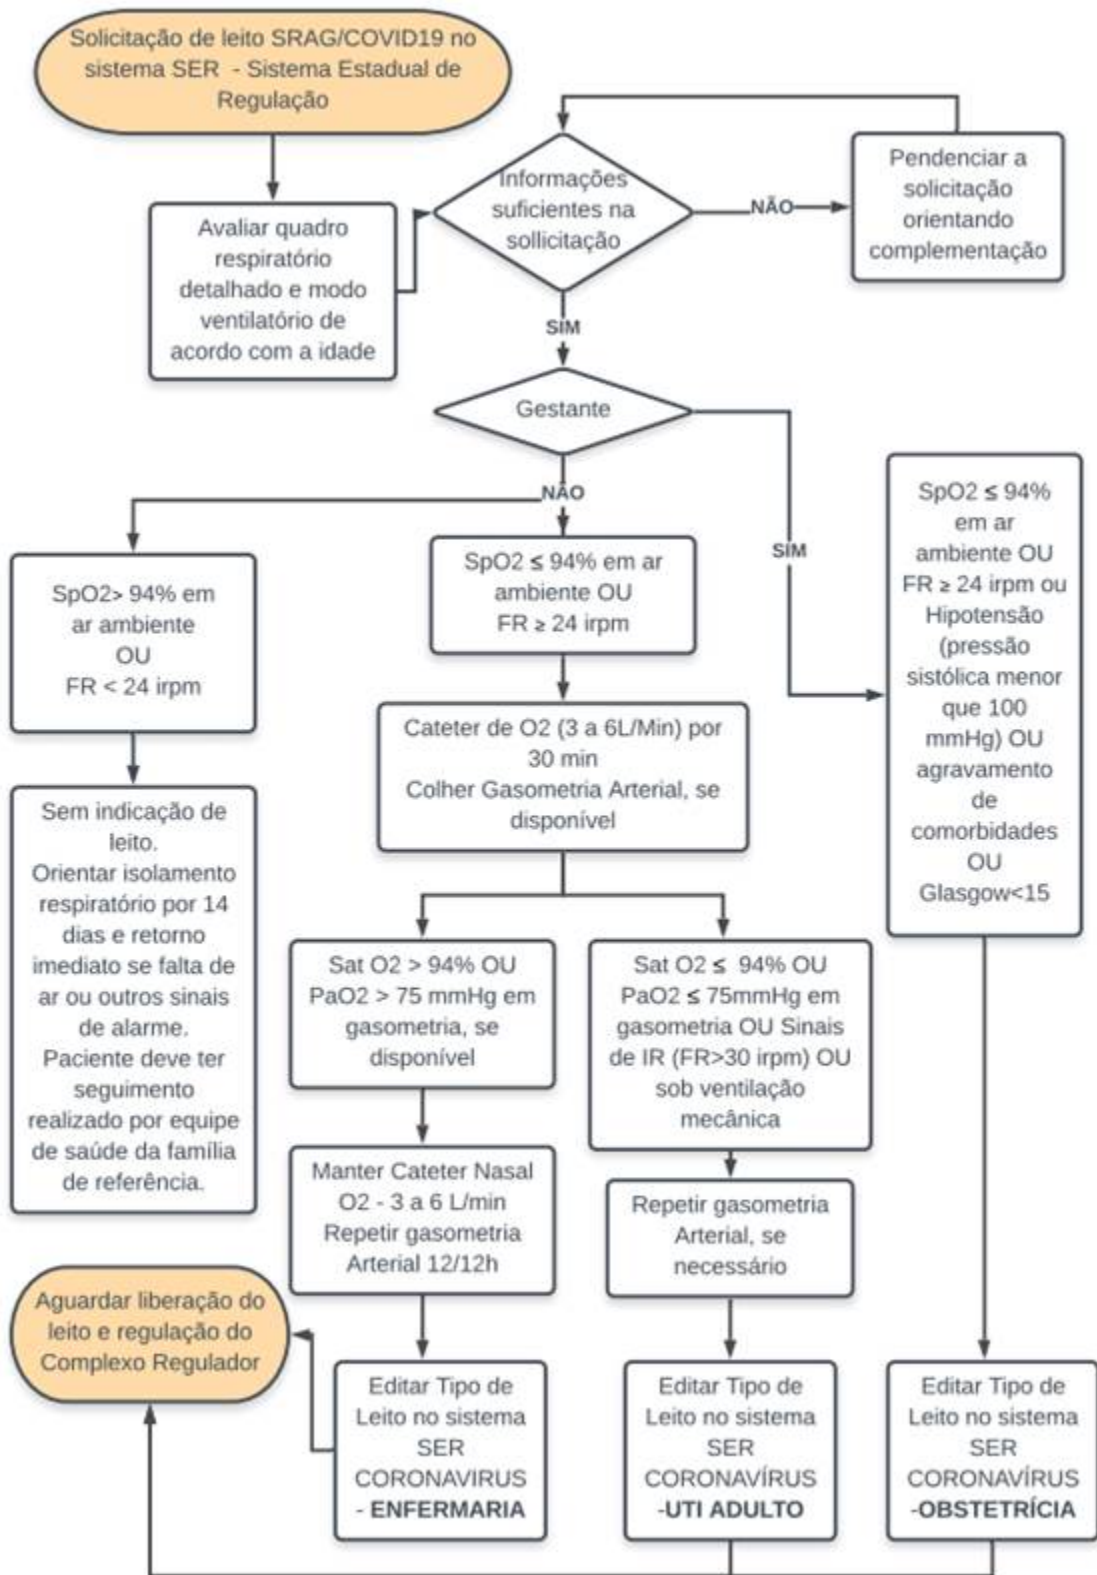 Solicitação de leito SRAG/COVID19 no
sistema SER - Sistema Estadual de
Regulação
Avaliar quadro
respiratório
detalhado e modo
ventilatório de
acordo com a idade
Informações
suficientes na
sollicitação
NÃO
Pendenciar a
solicitação
orientando
complementação
SIM
Gestante
NÃO
SIM
SpO2> 94% em
ar ambiente
OU
FR < 24 irpm
SpO2 ≤ 94% em ar
ambiente OU
FR ≥ 24 irpm
SpO2 ≤ 94%
em ar
ambiente OU
FR ≥ 24 irpm ou
Hipotensão
(pressão
sistólica menor
que 100
mmHg) OU
agravamento
de
comorbidades
OU
Glasgow<15
Cateter de O2 (3 a 6L/Min) por
30 min
Colher Gasometria Arterial, se
disponível
Sem indicação de
leito.
Orientar isolamento
respiratório por 14
dias e retorno
imediato se falta de
ar ou outros sinais
de alarme.
Paciente deve ter
seguimento
realizado por equipe
de saúde da família
de referência.
Sat O2 > 94% OU
PaO2 > 75 mmHg em
gasometria, se
disponível
Sat O2 ≤ 94% OU
PaO2 ≤ 75mmHg em
gasometria OU Sinais
de IR (FR>30 irpm) OU
sob ventilação
mecânica
Manter Cateter Nasal
O2 - 3 a 6 L/min
Repetir gasometria
Arterial 12/12h
Repetir gasometria
Arterial, se
necessário
Aguardar liberação do
leito e regulação do
Complexo Regulador
Editar Tipo de
Leito no sistema
SER
CORONAVIRUS
- ENFERMARIA
Editar Tipo de
Leito no sistema
SER
CORONAVÍRUS
-UTI ADULTO
Editar Tipo de
Leito no sistema
SER
CORONAVÍRUS
-OBSTETRÍCIA